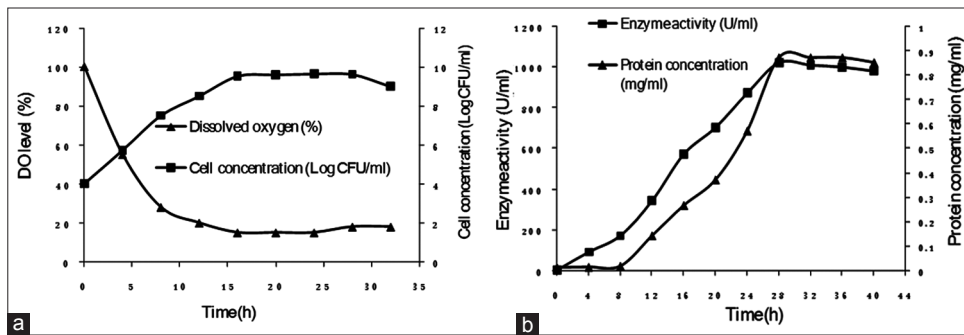 120
100
80
60
40
20
0
DO level (%)
12
10
8
6
4
2
0
Cell concentration (Log CFU/ml)
Dissolved oxygen (%)
Cell concentration (Log CFU/ml)
0 5 10 15 20 25 30 35
Time(h)
a
1200
1000
800
600
400
200
0
Enzymeactivity (U/ml)
1
0.9
0.8
0.7
0.6
0.5
0.4
0.3
0.2
0.1
0
Protein concentration (mg/ml)
Enzymeactivity (U/ml)
Protein concentration
(mg/ml)
0 4 8 12 16 20 24 28 32 36 40 44
Time(h)
b